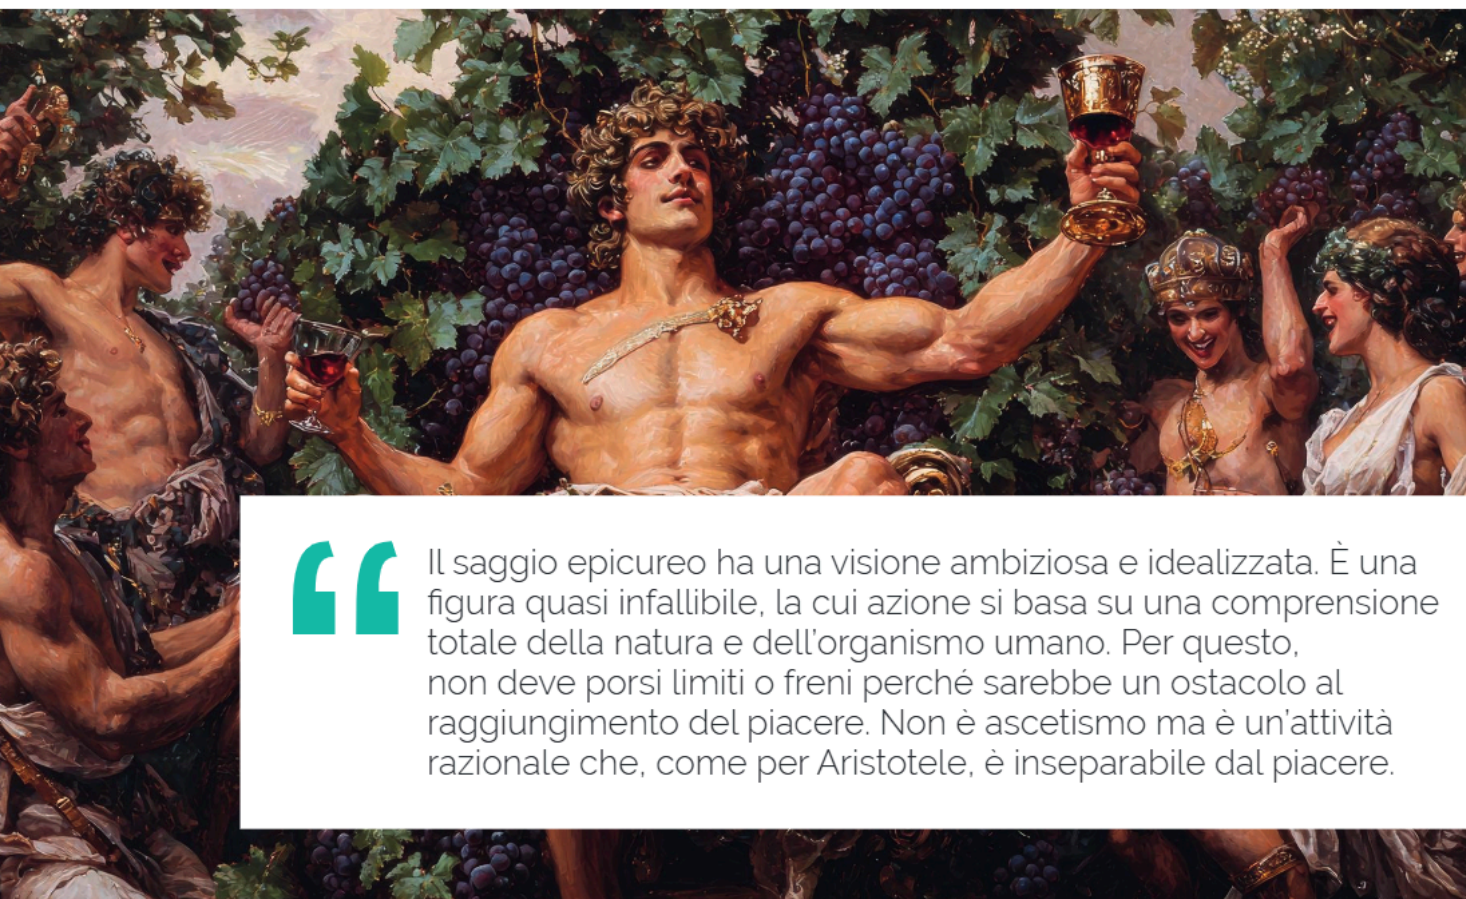 “
Il saggio epicureo ha una visione ambiziosa e idealizzata. È una
figura quasi infallibile, la cui azione si basa su una comprensione
totale della natura e dell’organismo umano. Per questo,
non deve porsi limiti o freni perché sarebbe un ostacolo al
raggiungimento del piacere. Non è ascetismo ma è un’attività
razionale che, come per Aristotele, è inseparabile dal piacere.